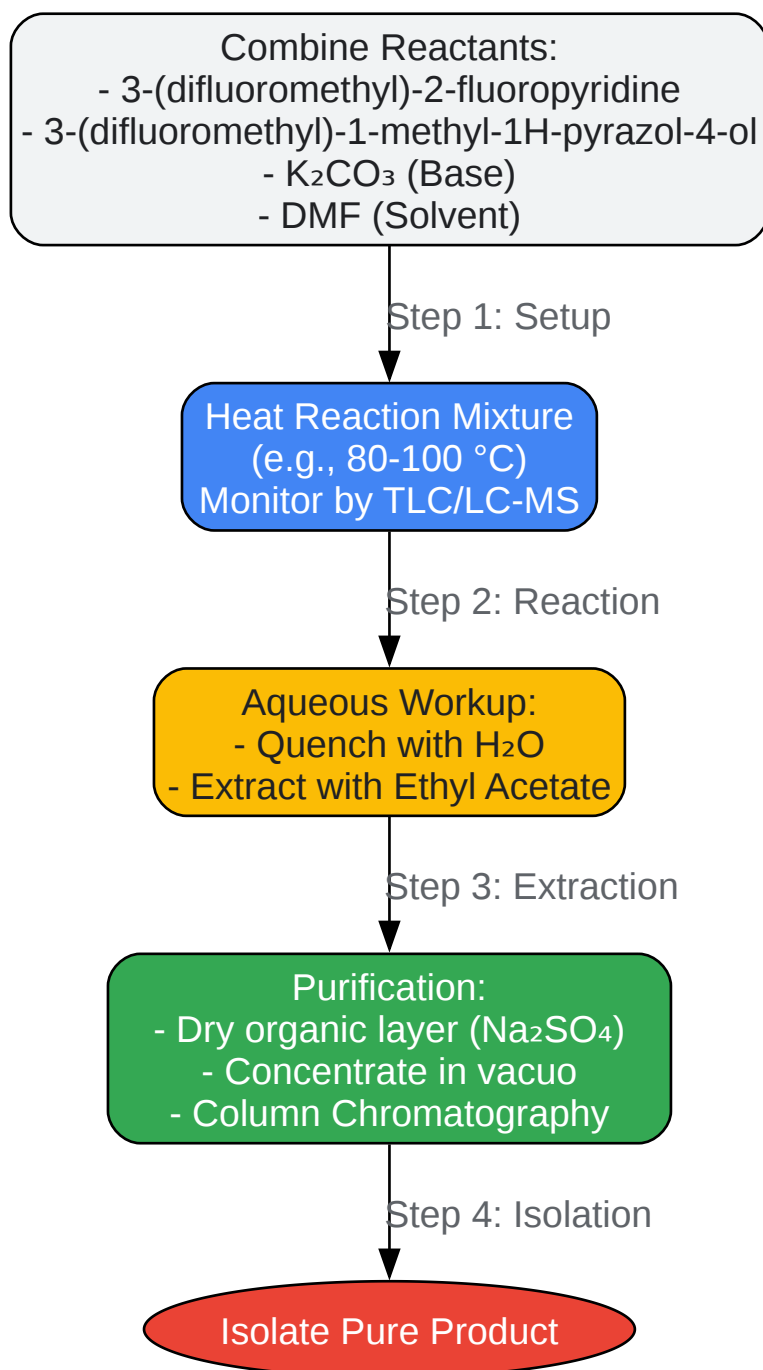 Combine Reactants:
- 3-(difluoromethyl)-2-fluoropyridine
- 3-(difluoromethyl)-1-methyl-1H-pyrazol-4-ol
- K₂CO₃ (Base)
- DMF (Solvent)
Step 1: Setup
Heat Reaction Mixture
(e.g., 80-100 °C)
Monitor by TLC/LC-MS
Step 2: Reaction
Aqueous Workup:
- Quench with H₂O
- Extract with Ethyl Acetate
Step 3: Extraction
Purification:
- Dry organic layer (Na₂SO₄)
- Concentrate in vacuo
- Column Chromatography
Step 4: Isolation
Isolate Pure Product